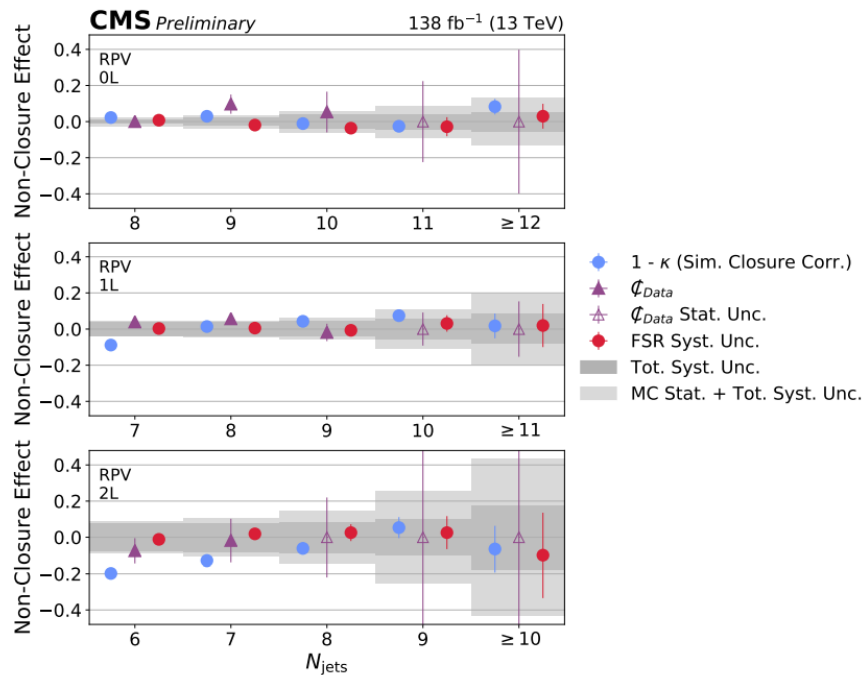 CMS Preliminary 138 fb⁻¹ (13 TeV)
Non-Closure Effect
0.4
0.2
0.0
−0.2
−0.4
RPV
0L
8 9 10 11 ≥ 12
Non-Closure Effect
0.4
0.2
0.0
−0.2
−0.4
RPV
1L
7 8 9 10 ≥ 11
Non-Closure Effect
0.4
0.2
0.0
−0.2
−0.4
RPV
2L
6 7 8 9 ≥ 10
N_jets
1 - κ (Sim. Closure Corr.)
₵_Data
₵_Data Stat. Unc.
FSR Syst. Unc.
Tot. Syst. Unc.
MC Stat. + Tot. Syst. Unc.